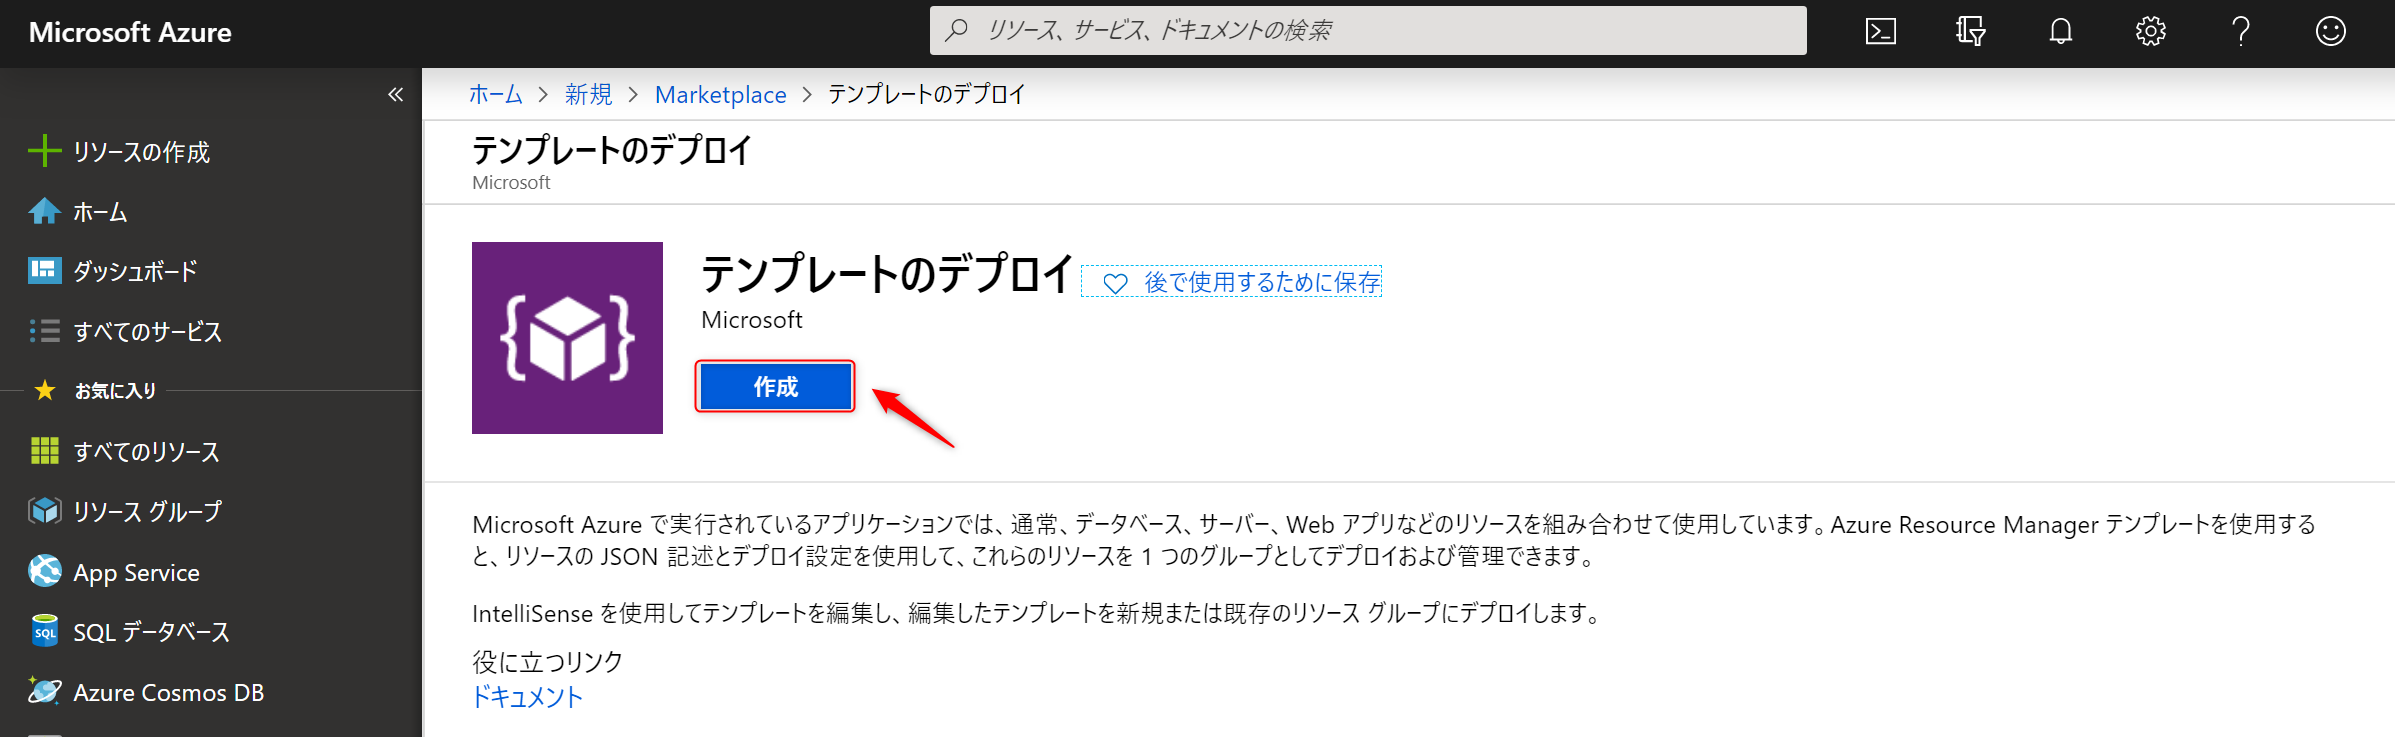 Microsoft Azure
リソース、サービス、ドキュメントの検索
«
ホーム > 新規 > Marketplace > テンプレートのデプロイ
リソースの作成
ホーム
ダッシュボード
すべてのサービス
お気に入り
すべてのリソース
リソース グループ
App Service
SQL
SQL データベース
Azure Cosmos DB
テンプレートのデプロイ
Microsoft
テンプレートのデプロイ
後で使用するために保存
Microsoft
作成
Microsoft Azure で実行されているアプリケーションでは、通常、データベース、サーバー、Web アプリなどのリソースを組み合わせて使用しています。Azure Resource Manager テンプレートを使用する
と、リソースの JSON 記述とデプロイ設定を使用して、これらのリソースを 1 つのグループとしてデプロイおよび管理できます。
IntelliSense を使用してテンプレートを編集し、編集したテンプレートを新規または既存のリソース グループにデプロイします。
役に立つリンク
ドキュメント